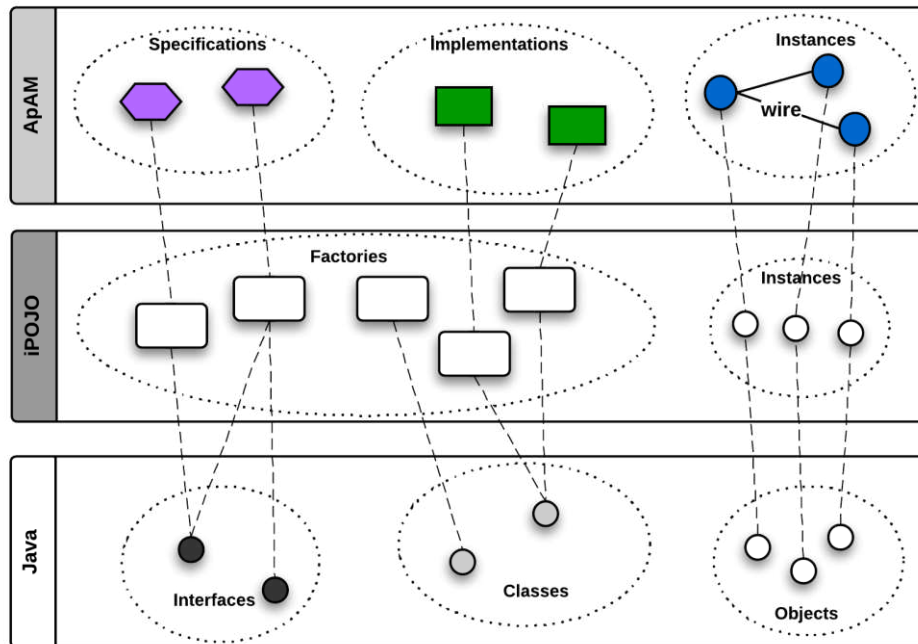 ApAM
Specifications
Implementations
Instances
wire
iPOJO
Factories
Instances
Java
Interfaces
Classes
Objects